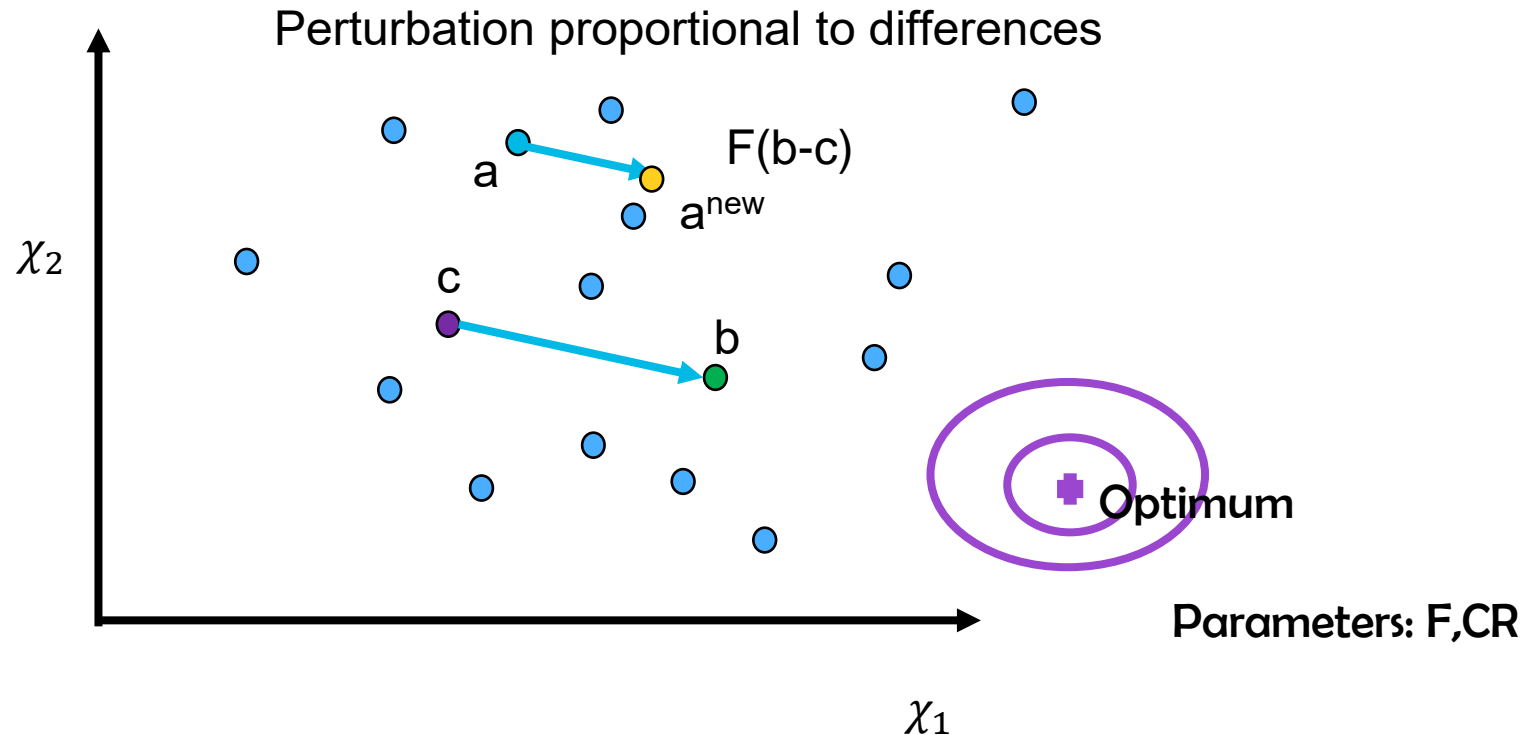 Perturbation proportional to differences
F(b-c)
a
aⁿᵉʷ
χ₂
c
b
Optimum
Parameters: F,CR
χ₁